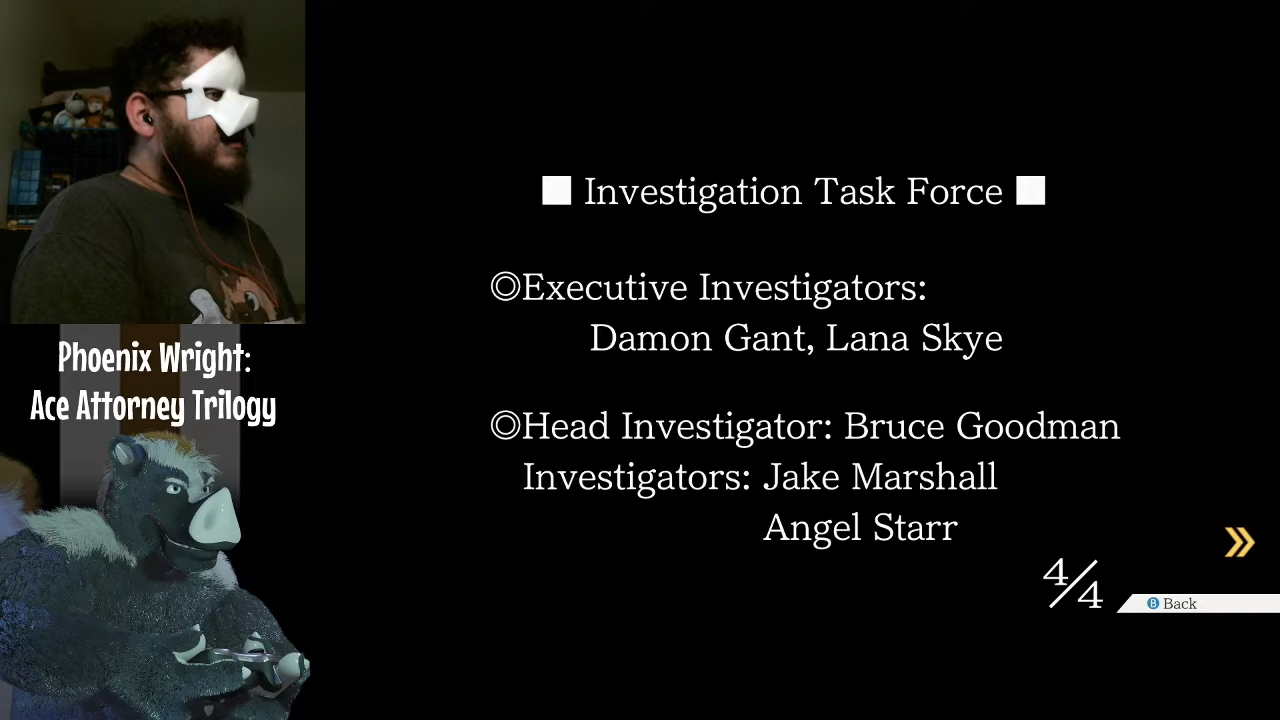 ■ Investigation Task Force ■
◎Executive Investigators:
Damon Gant, Lana Skye
◎Head Investigator: Bruce Goodman
Investigators: Jake Marshall
Angel Starr
4/4
B Back
Phoenix Wright:
Ace Attorney Trilogy